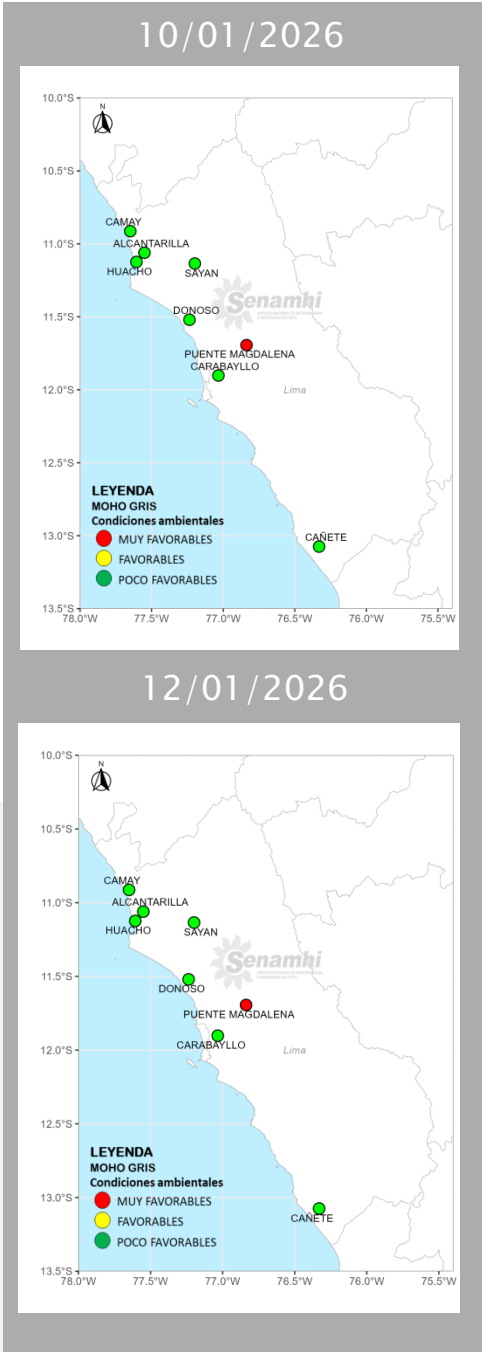 10/01/2026
10.0°S
N
10.5°S
CAMAY
11.0°S
ALCANTARILLA
HUACHO
SAYAN
Senamhi
DONOSO
11.5°S
PUENTE MAGDALENA
CARABAYLLO
12.0°S
Lima
12.5°S
LEYENDA
MOHO GRIS
Condiciones ambientales
MUY FAVORABLES
FAVORABLES
POCO FAVORABLES
CAÑETE
13.0°S
13.5°S
78.0°W 77.5°W 77.0°W 76.5°W 76.0°W 75.5°W
12/01/2026
10.0°S
N
10.5°S
CAMAY
11.0°S
ALCANTARILLA
HUACHO
SAYAN
Senamhi
11.5°S
DONOSO
PUENTE MAGDALENA
CARABAYLLO
12.0°S
Lima
12.5°S
LEYENDA
MOHO GRIS
Condiciones ambientales
MUY FAVORABLES
FAVORABLES
POCO FAVORABLES
13.0°S
CAÑETE
13.5°S
78.0°W 77.5°W 77.0°W 76.5°W 76.0°W 75.5°W